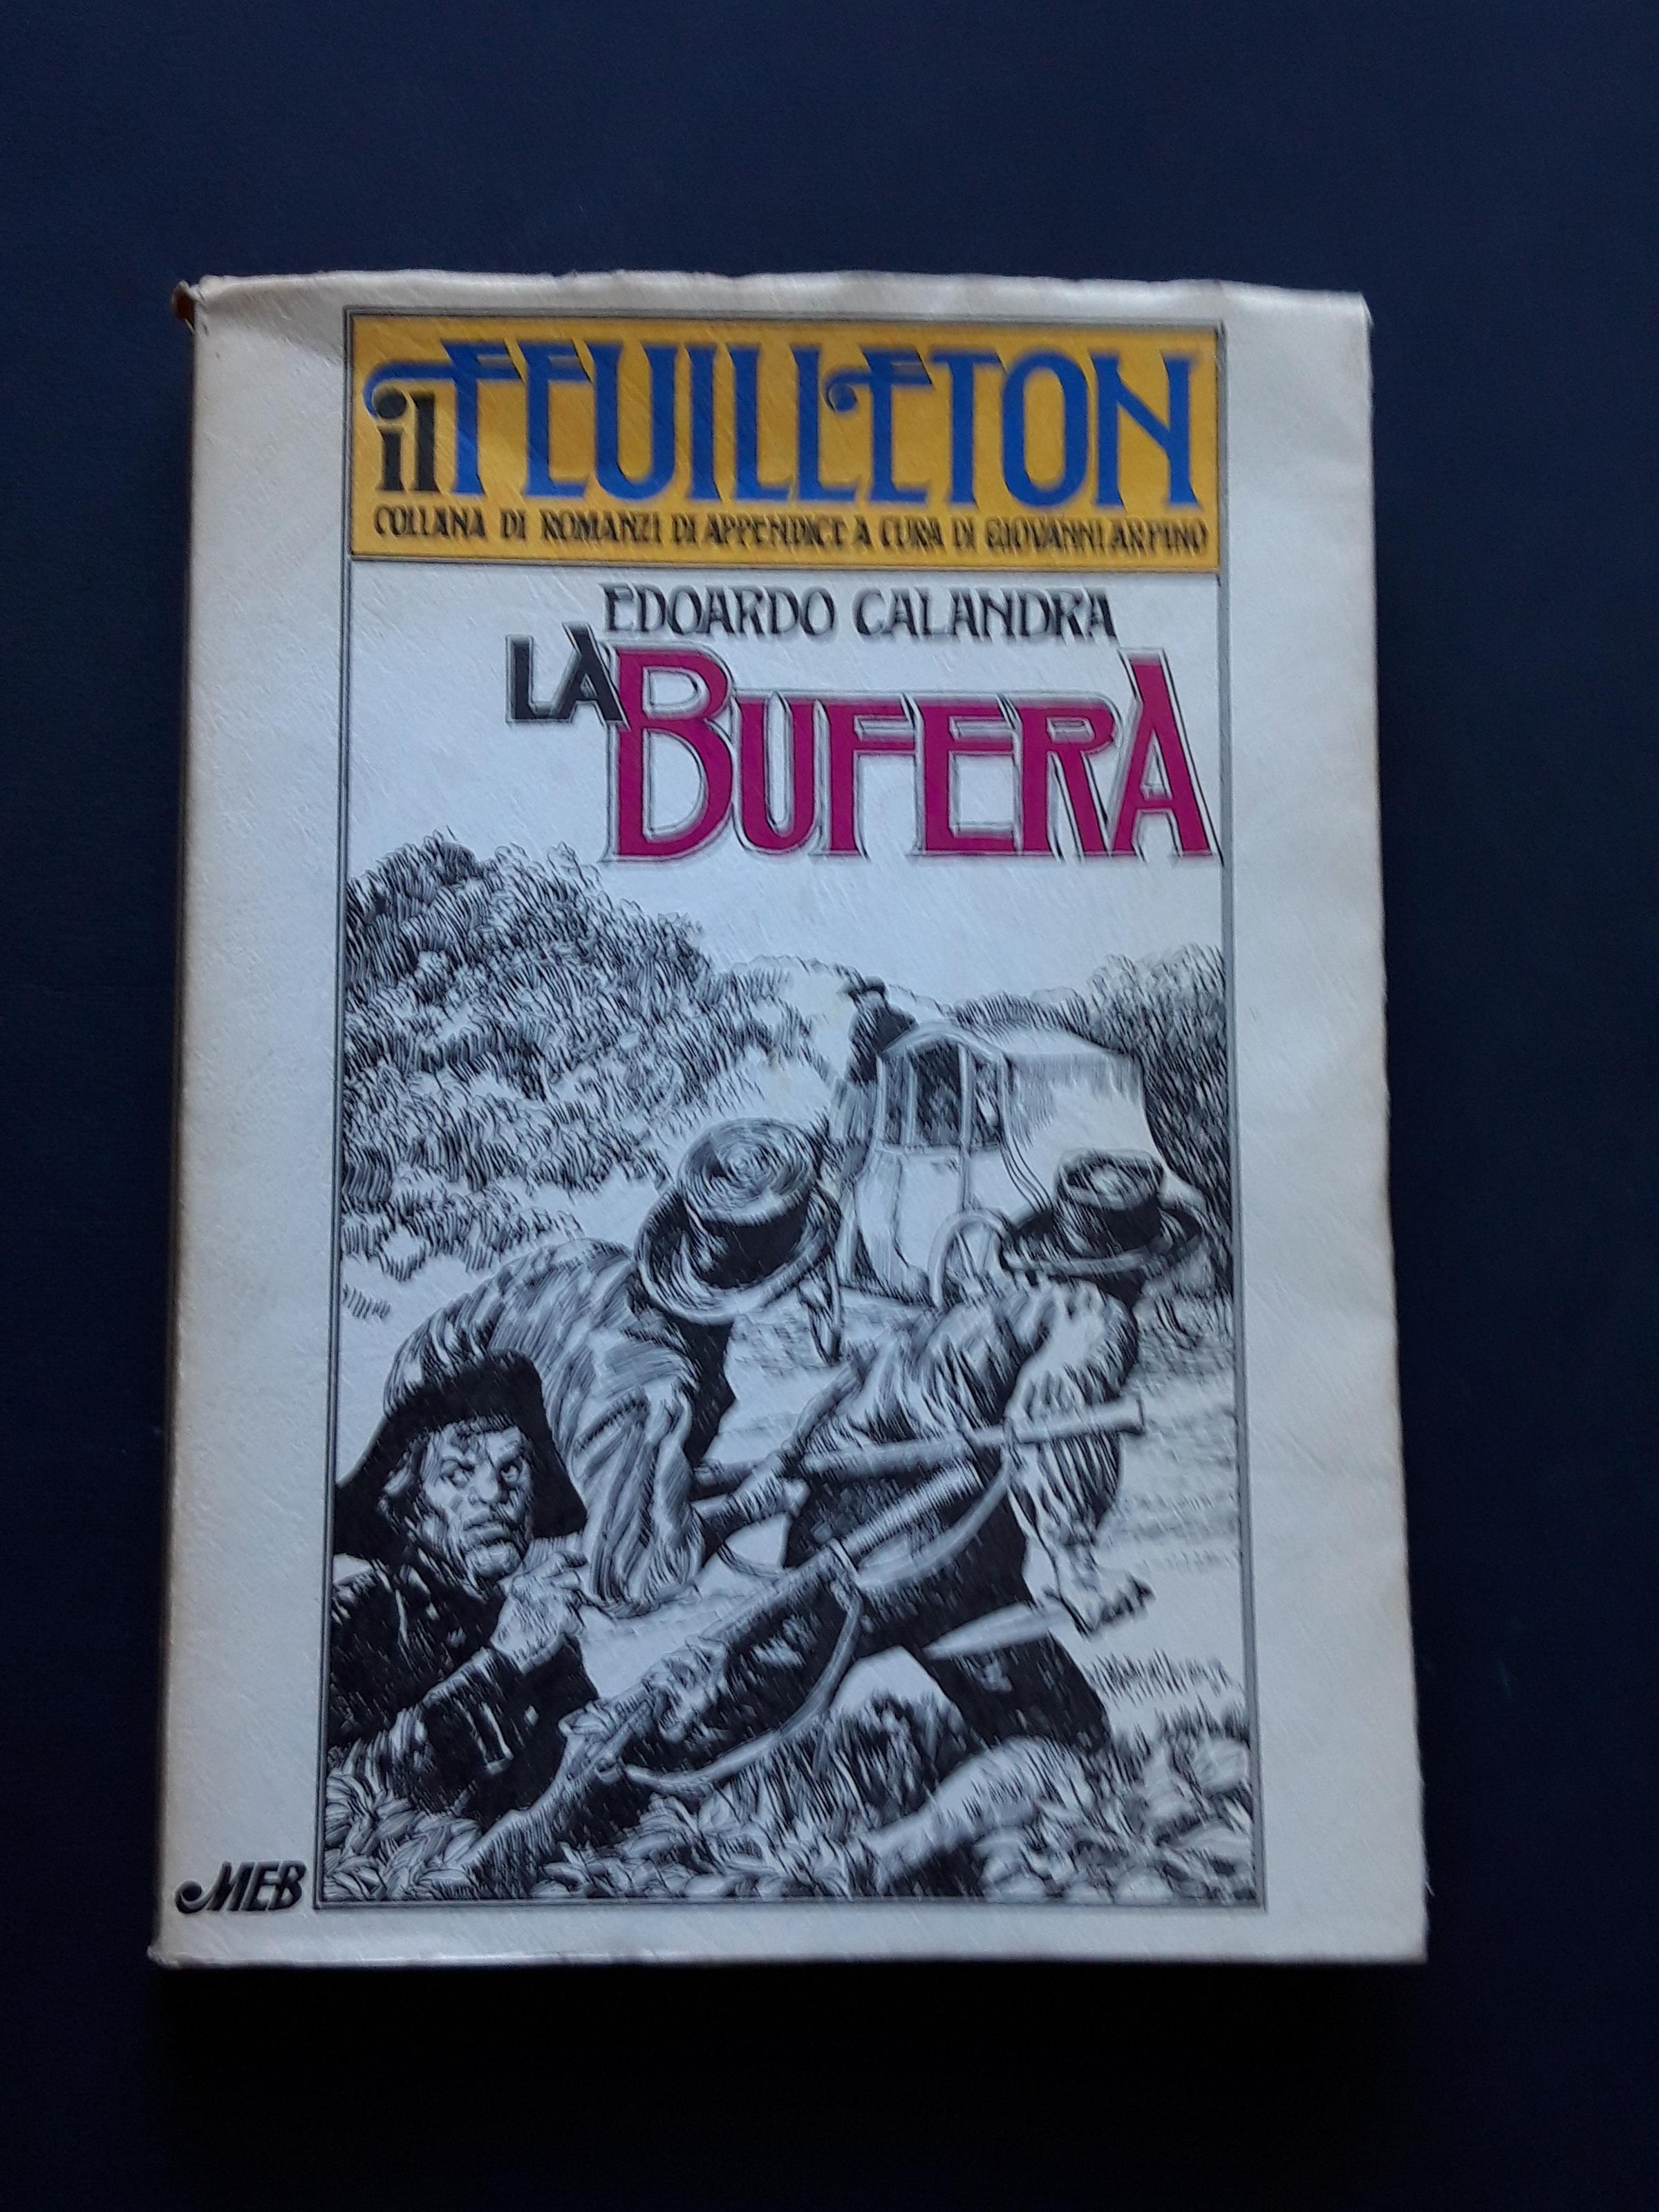 il FEUILLETON
COLLANA DI ROMANZI DI APPENDICE A CURA DI GIOVANNI ARPINO
EDOARDO CALANDRA
LA BUFERA
MEB